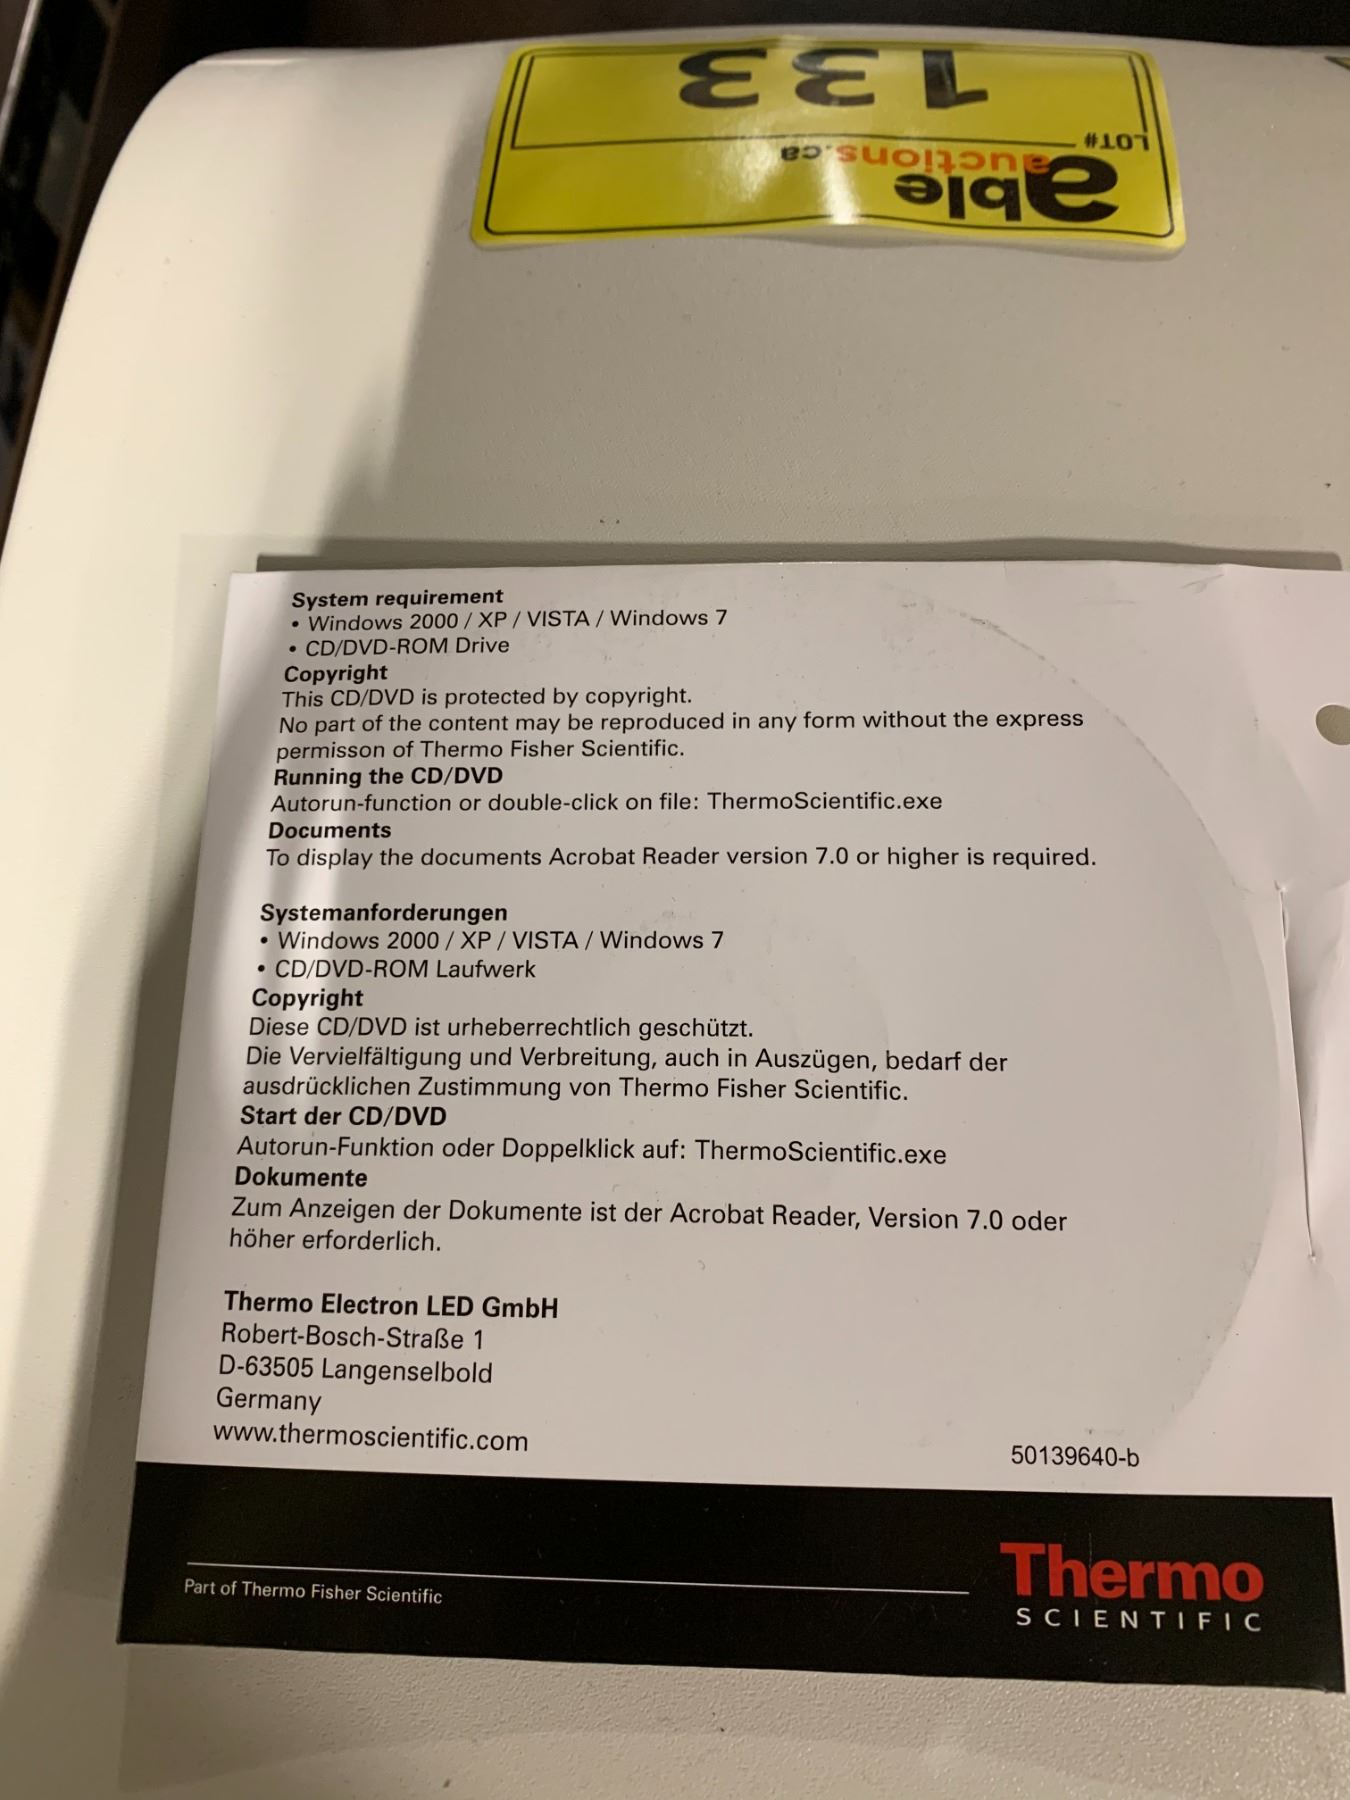 133
LOT#
able
auctions.ca
System requirement
• Windows 2000 / XP / VISTA / Windows 7
• CD/DVD-ROM Drive
Copyright
This CD/DVD is protected by copyright.
No part of the content may be reproduced in any form without the express
permisson of Thermo Fisher Scientific.
Running the CD/DVD
Autorun-function or double-click on file: ThermoScientific.exe
Documents
To display the documents Acrobat Reader version 7.0 or higher is required.
Systemanforderungen
• Windows 2000 / XP / VISTA / Windows 7
• CD/DVD-ROM Laufwerk
Copyright
Diese CD/DVD ist urheberrechtlich geschützt.
Die Vervielfältigung und Verbreitung, auch in Auszügen, bedarf der
ausdrücklichen Zustimmung von Thermo Fisher Scientific.
Start der CD/DVD
Autorun-Funktion oder Doppelklick auf: ThermoScientific.exe
Dokumente
Zum Anzeigen der Dokumente ist der Acrobat Reader, Version 7.0 oder
höher erforderlich.
Thermo Electron LED GmbH
Robert-Bosch-Straße 1
D-63505 Langenselbold
Germany
www.thermoscientific.com
50139640-b
Part of Thermo Fisher Scientific
Thermo
SCIENTIFIC